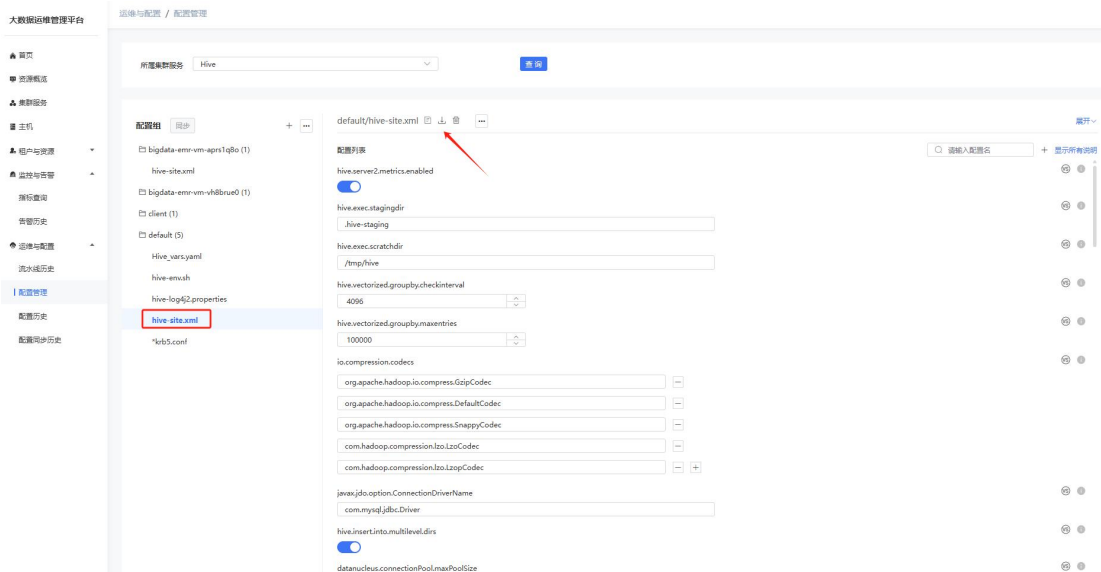 大数据运维管理平台
运维与配置 / 配置管理
首页
资源概览
集群服务
主机
租户与资源
监控与告警
指标查询
告警历史
运维与配置
流水线历史
配置管理
配置历史
配置同步历史
所属集群服务 Hive 查询
配置组 同步 + ...
bigdata-emr-vm-aprs1q8o (1)
hive-site.xml
bigdata-emr-vm-vh8brue0 (1)
client (1)
default (5)
Hive_vars.yaml
hive-env.sh
hive-log4j2.properties
hive-site.xml
*krb5.conf
default/hive-site.xml ... 展开
配置列表 请输入配置名 + 显示所有说明
hive.server2.metrics.enabled
hive.exec.stagingdir
.hive-staging
hive.exec.scratchdir
/tmp/hive
hive.vectorized.groupby.checkinterval
4096
hive.vectorized.groupby.maxentries
100000
io.compression.codecs
org.apache.hadoop.io.compress.GzipCodec
org.apache.hadoop.io.compress.DefaultCodec
org.apache.hadoop.io.compress.SnappyCodec
com.hadoop.compression.lzo.LzoCodec
com.hadoop.compression.lzo.LzopCodec
javax.jdo.option.ConnectionDriverName
com.mysql.jdbc.Driver
hive.insert.into.multilevel.dirs
datanucleus.connectionPool.maxPoolSize